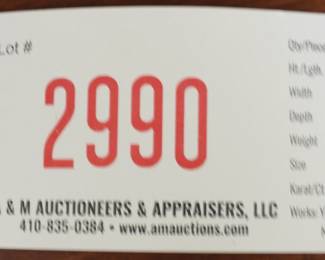 Lot #
2990
& M AUCTIONEERS & APPRAISERS, LLC
410-835-0384 • www.amauctions.com
Qty/Piece
Ht./Lgth.
Width
Depth
Weight
Size
Karat/Ct
Works: Y